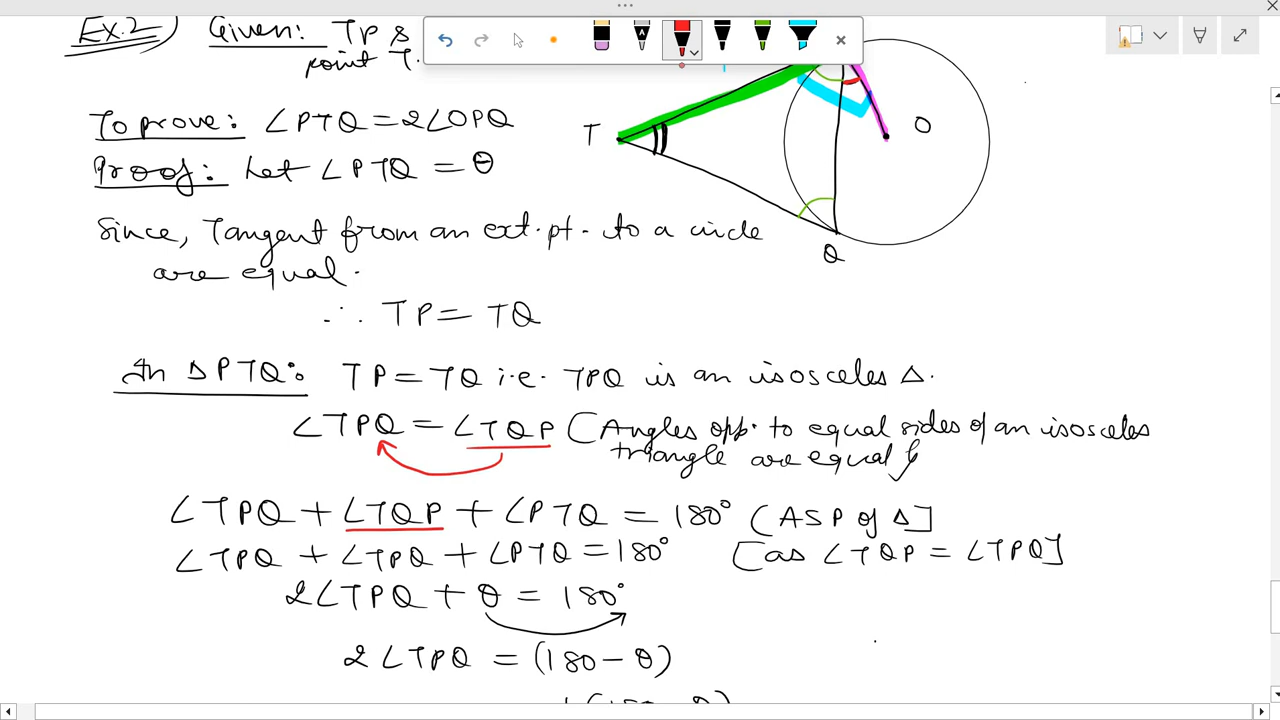 Ex.2) Given: TP &
point T.
To prove: ∠PTQ = 2∠OPQ
Proof: Let ∠PTQ = θ
Since, Tangent from an ext. pt. to a circle
are equal.
∴ TP = TQ
In ΔPTQ: TP = TQ i.e. TPQ is an isosceles Δ.
∠TPQ = ∠TQP [Angles opp. to equal sides of an isosceles
triangle are equal]
∠TPQ + ∠TQP + ∠PTQ = 180° [ASP of Δ]
∠TPQ + ∠TPQ + ∠PTQ = 180° [as ∠TQP = ∠TPQ]
2∠TPQ + θ = 180°
2∠TPQ = (180 - θ)
T
O
Q